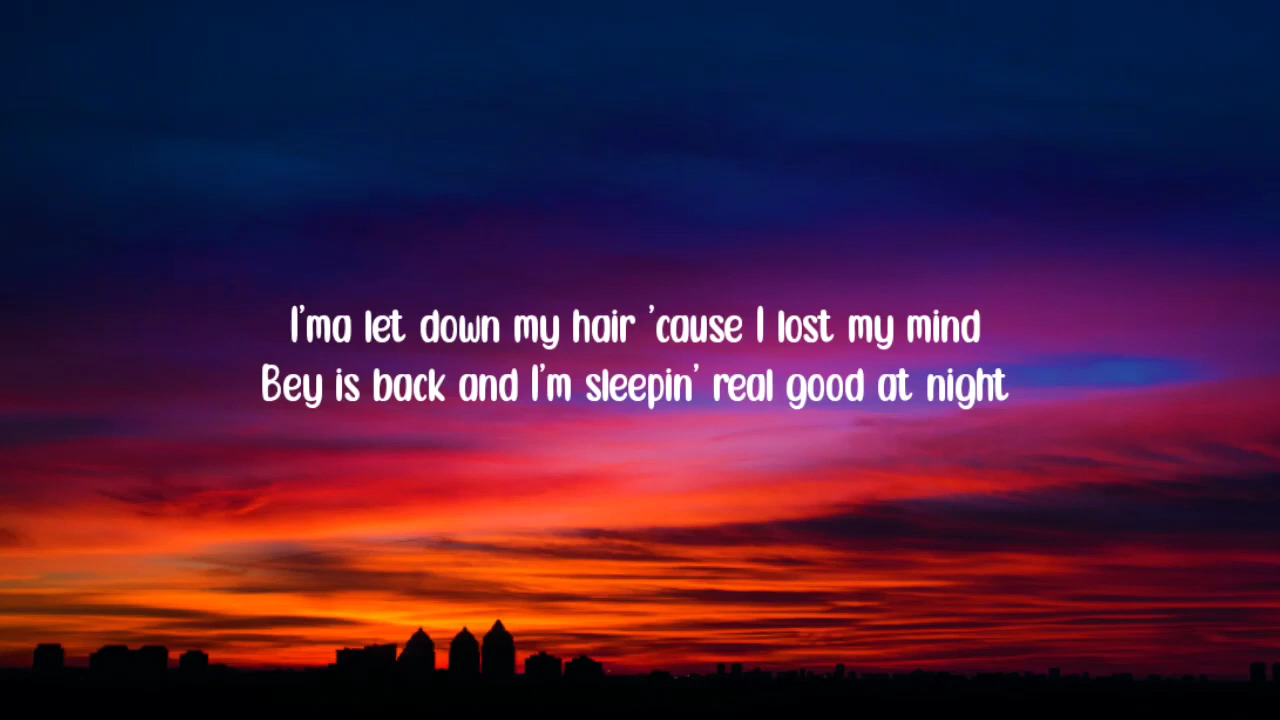 I'ma let down my hair 'cause I lost my mind
Bey is back and I'm sleepin' real good at night